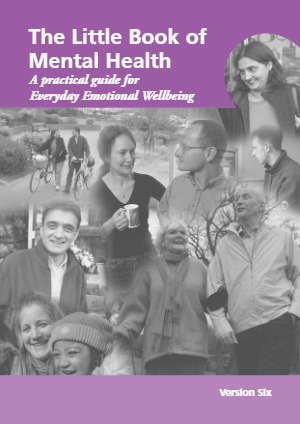 The Little Book of
Mental Health
A practical guide for
Everyday Emotional Wellbeing
Version Six